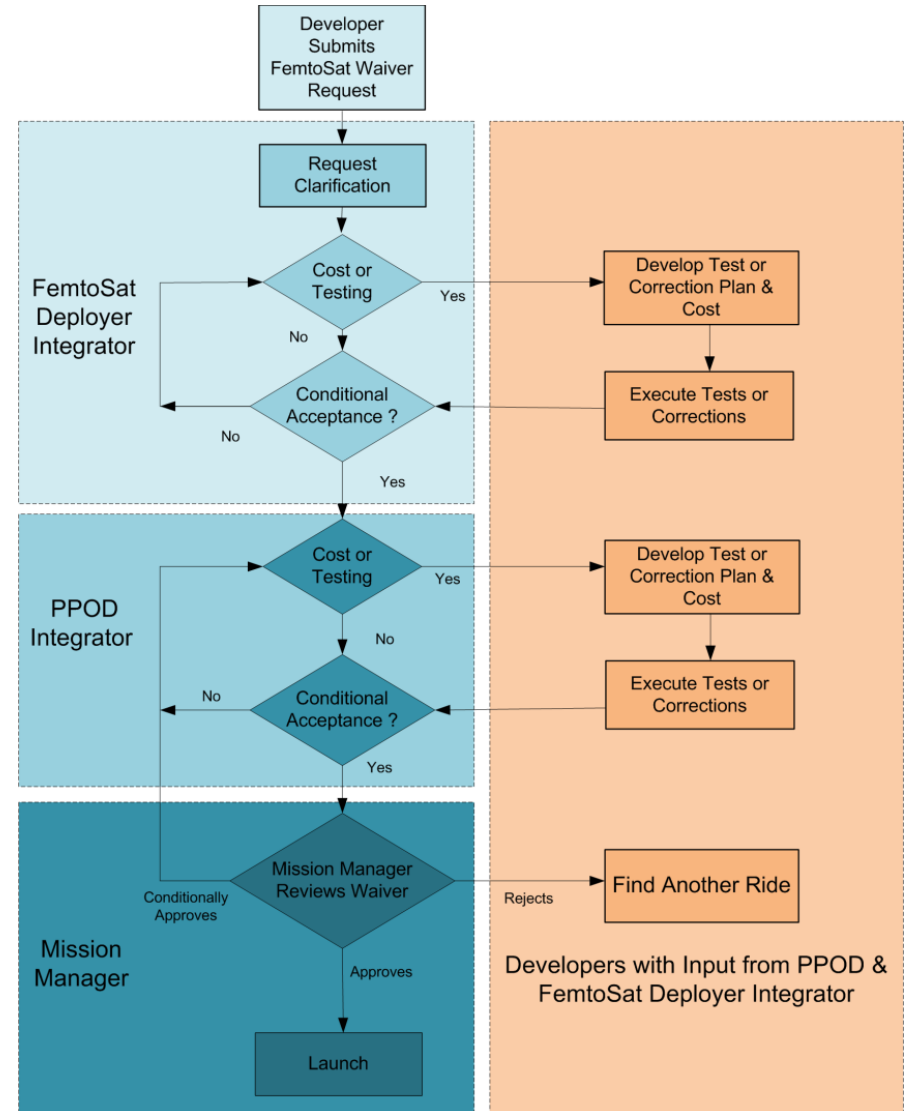 Developer
Submits
FemtoSat Waiver
Request
Request
Clarification
FemtoSat
Deployer
Integrator
Cost or
Testing
Yes
No
Develop Test or
Correction Plan &
Cost
Conditional
Acceptance ?
No
Yes
Execute Tests or
Corrections
PPOD
Integrator
Cost or
Testing
Yes
No
Develop Test or
Correction Plan &
Cost
Conditional
Acceptance ?
No
Yes
Execute Tests or
Corrections
Mission
Manager
Mission Manager
Reviews Waiver
Conditionally
Approves
Rejects
Find Another Ride
Approves
Launch
Developers with Input from PPOD &
FemtoSat Deployer Integrator